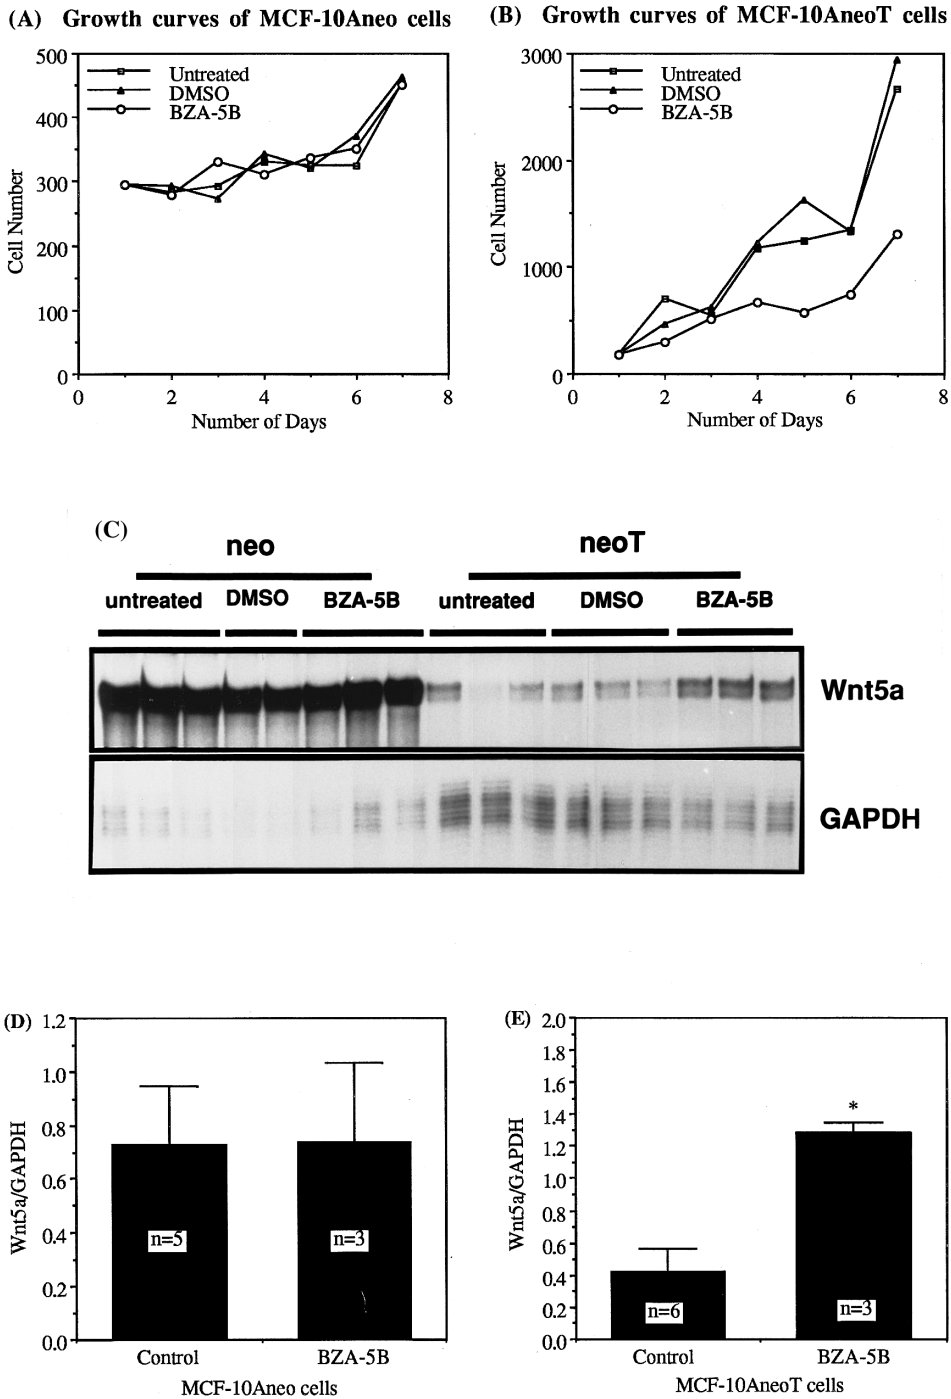 (A) Growth curves of MCF-10Aneo cells
500
400
300
200
100
0
Cell Number
Untreated
DMSO
BZA-5B
0 2 4 6 8
Number of Days
(B) Growth curves of MCF-10AneoT cells
3000
2000
1000
0
Cell Number
Untreated
DMSO
BZA-5B
0 2 4 6 8
Number of Days
(C)
neo neoT
untreated DMSO BZA-5B untreated DMSO BZA-5B
Wnt5a
GAPDH
(D)
1.2
1.0
0.8
0.6
0.4
0.2
0.0
Wnt5a/GAPDH
n=5 n=3
Control BZA-5B
MCF-10Aneo cells
(E)
2.0
1.8
1.6
1.4
1.2
1.0
0.8
0.6
0.4
0.2
0.0
Wnt5a/GAPDH
*
n=6 n=3
Control BZA-5B
MCF-10AneoT cells